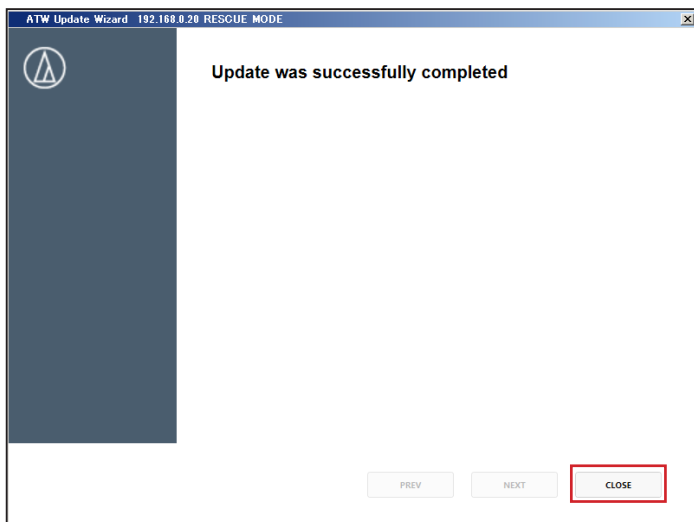 ATW Update Wizard 192.168.0.20 RESCUE MODE
Update was successfully completed
PREV NEXT CLOSE